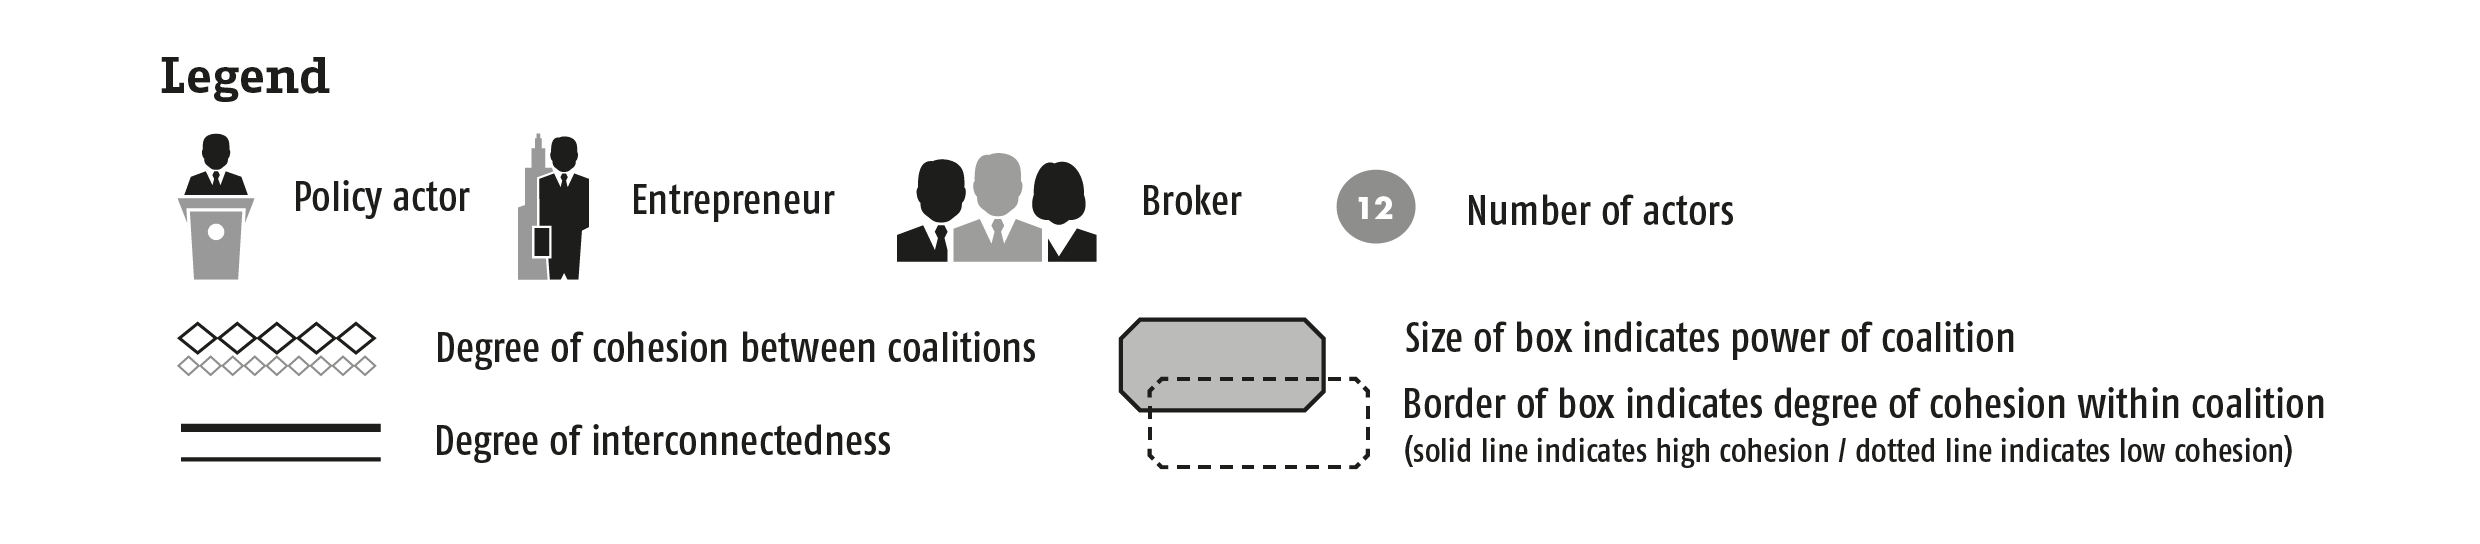 Legend
Policy actor
Entrepreneur
Broker
12
Number of actors
Degree of cohesion between coalitions
Size of box indicates power of coalition
Border of box indicates degree of cohesion within coalition
(solid line indicates high cohesion / dotted line indicates low cohesion)
Degree of interconnectedness